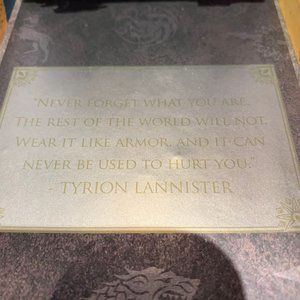 "NEVER FORGET WHAT YOU ARE.
THE REST OF THE WORLD WILL NOT.
WEAR IT LIKE ARMOR, AND IT CAN
NEVER BE USED TO HURT YOU."
- TYRION LANNISTER